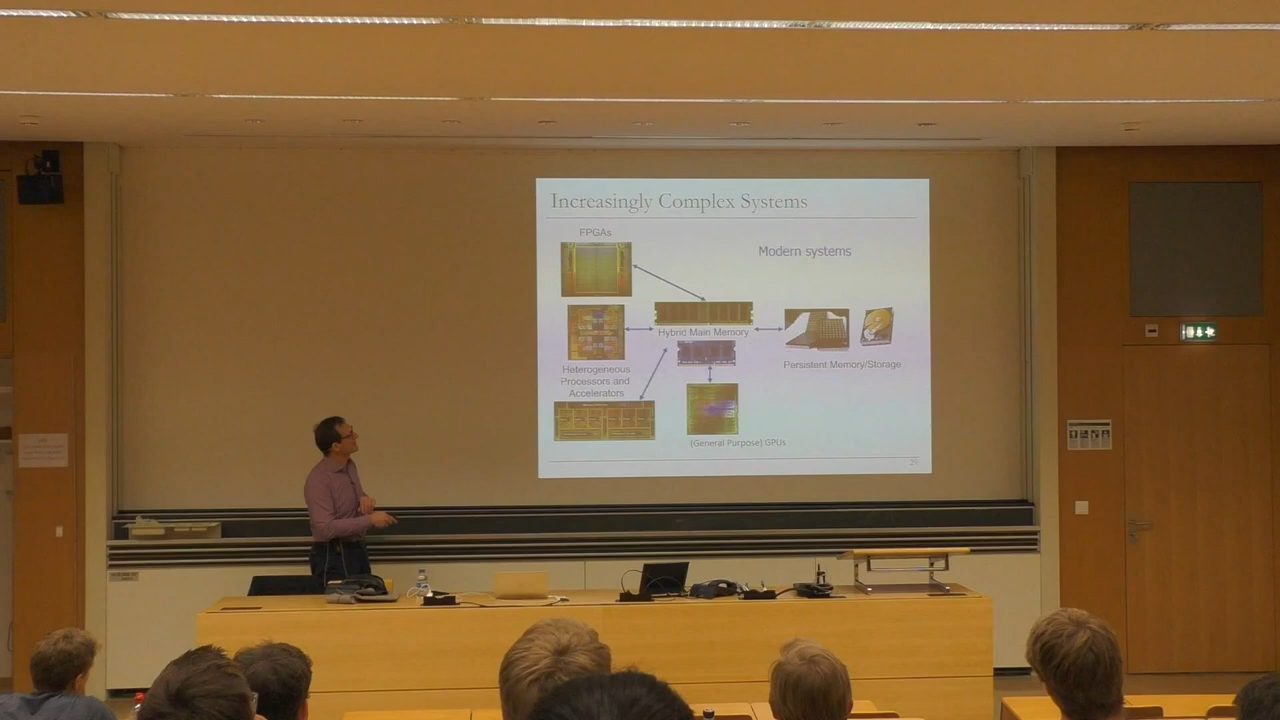 Increasingly Complex Systems
FPGAs
Modern systems
Hybrid Main Memory
Heterogeneous
Processors and
Accelerators
Persistent Memory/Storage
(General Purpose) GPUs